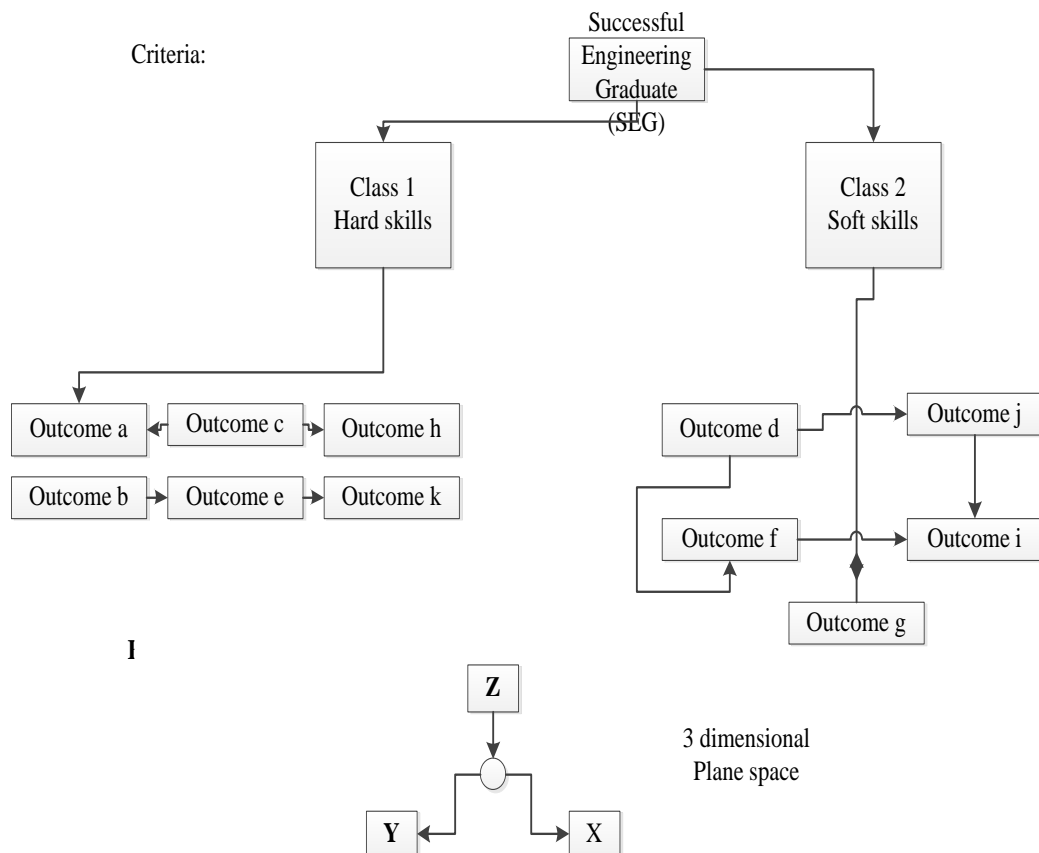 Criteria:
Successful
Engineering
Graduate
(SEG)
Class 1
Hard skills
Class 2
Soft skills
Outcome a
Outcome c
Outcome h
Outcome b
Outcome e
Outcome k
Outcome d
Outcome j
Outcome f
Outcome i
Outcome g
Z
3 dimensional
Plane space
Y
X